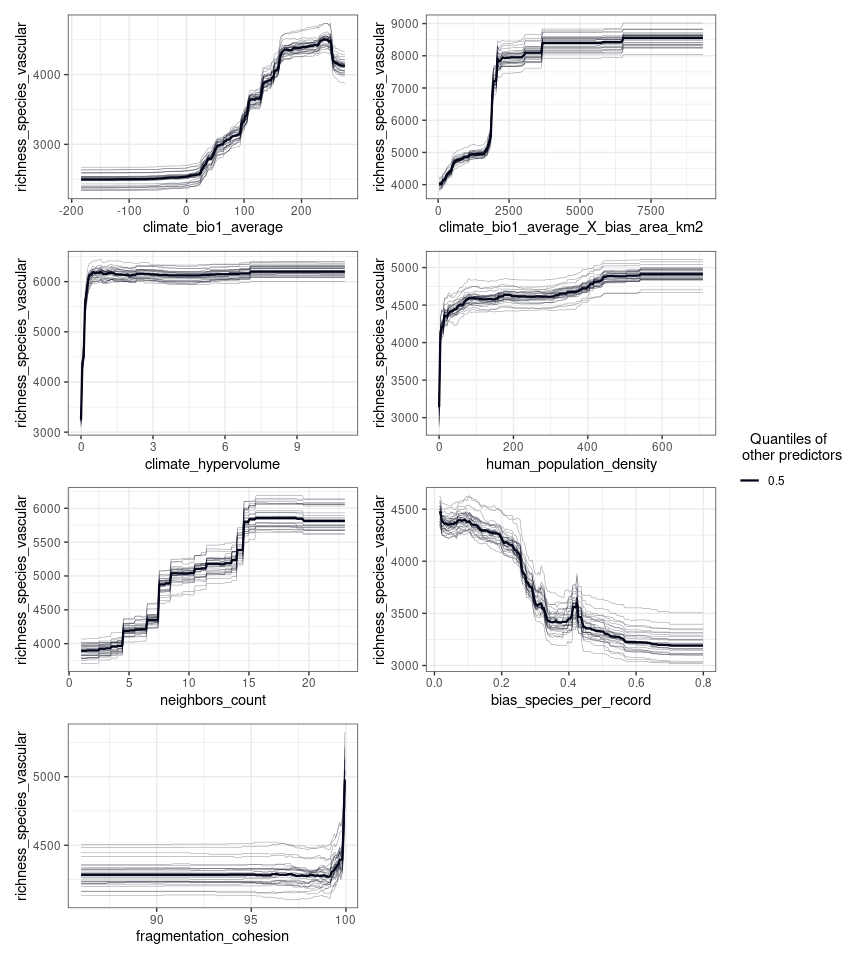 richness_species_vascular
4000
3000
-200 -100 0 100 200
climate_bio1_average
richness_species_vascular
9000
8000
7000
6000
5000
4000
0 2500 5000 7500
climate_bio1_average_X_bias_area_km2
richness_species_vascular
6000
5000
4000
3000
0 3 6 9
climate_hypervolume
richness_species_vascular
5000
4500
4000
3500
3000
0 200 400 600
human_population_density
richness_species_vascular
6000
5500
5000
4500
4000
0 5 10 15 20
neighbors_count
richness_species_vascular
4500
4000
3500
3000
0.0 0.2 0.4 0.6 0.8
bias_species_per_record
richness_species_vascular
5000
4500
90 95 100
fragmentation_cohesion
Quantiles of
other predictors
0.5